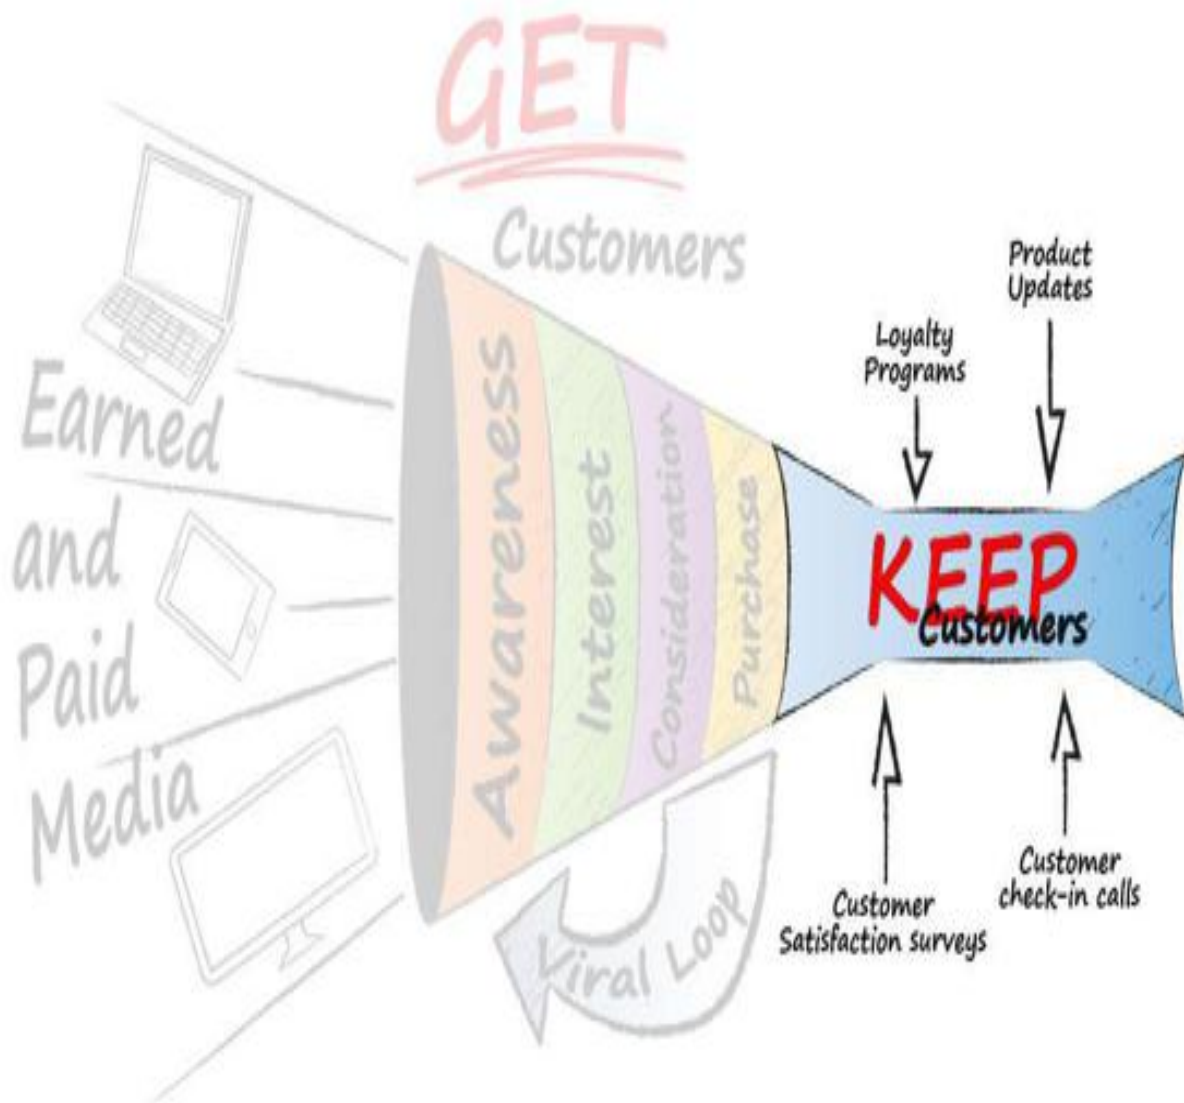 GET
Customers
Earned
and
Paid
Media
Awareness
Interest
Consideration
Purchase
Viral Loop
Loyalty
Programs
Product
Updates
KEEP
Customers
Customer
Satisfaction surveys
Customer
check-in calls